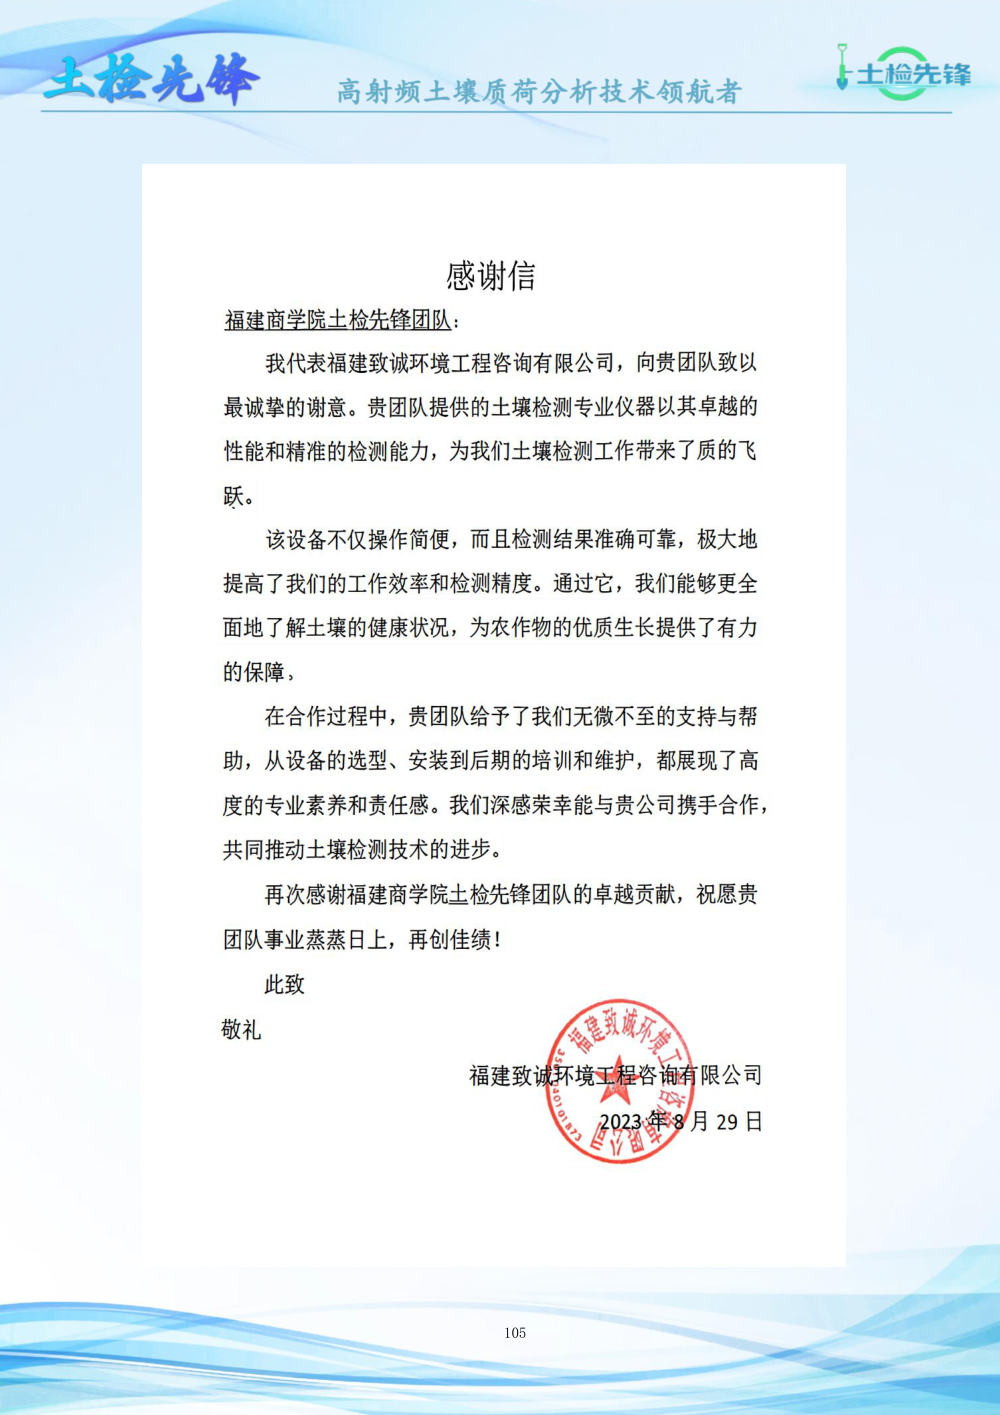 土检先锋
高射频土壤质荷分析技术领航者
土检先锋
感谢信
福建商学院土检先锋团队：
我代表福建致诚环境工程咨询有限公司，向贵团队致以
最诚挚的谢意。贵团队提供的土壤检测专业仪器以其卓越的
性能和精准的检测能力，为我们土壤检测工作带来了质的飞
跃。
该设备不仅操作简便，而且检测结果准确可靠，极大地
提高了我们的工作效率和检测精度。通过它，我们能够更全
面地了解土壤的健康状况，为农作物的优质生长提供了有力
的保障。
在合作过程中，贵团队给予了我们无微不至的支持与帮
助，从设备的选型、安装到后期的培训和维护，都展现了高
度的专业素养和责任感。我们深感荣幸能与贵公司携手合作，
共同推动土壤检测技术的进步。
再次感谢福建商学院土检先锋团队的卓越贡献，祝愿贵
团队事业蒸蒸日上，再创佳绩！
此致
敬礼
福建致诚环境工程咨询有限公司
福建致诚环境工程咨询有限公司
2023 年 8 月 29 日
105